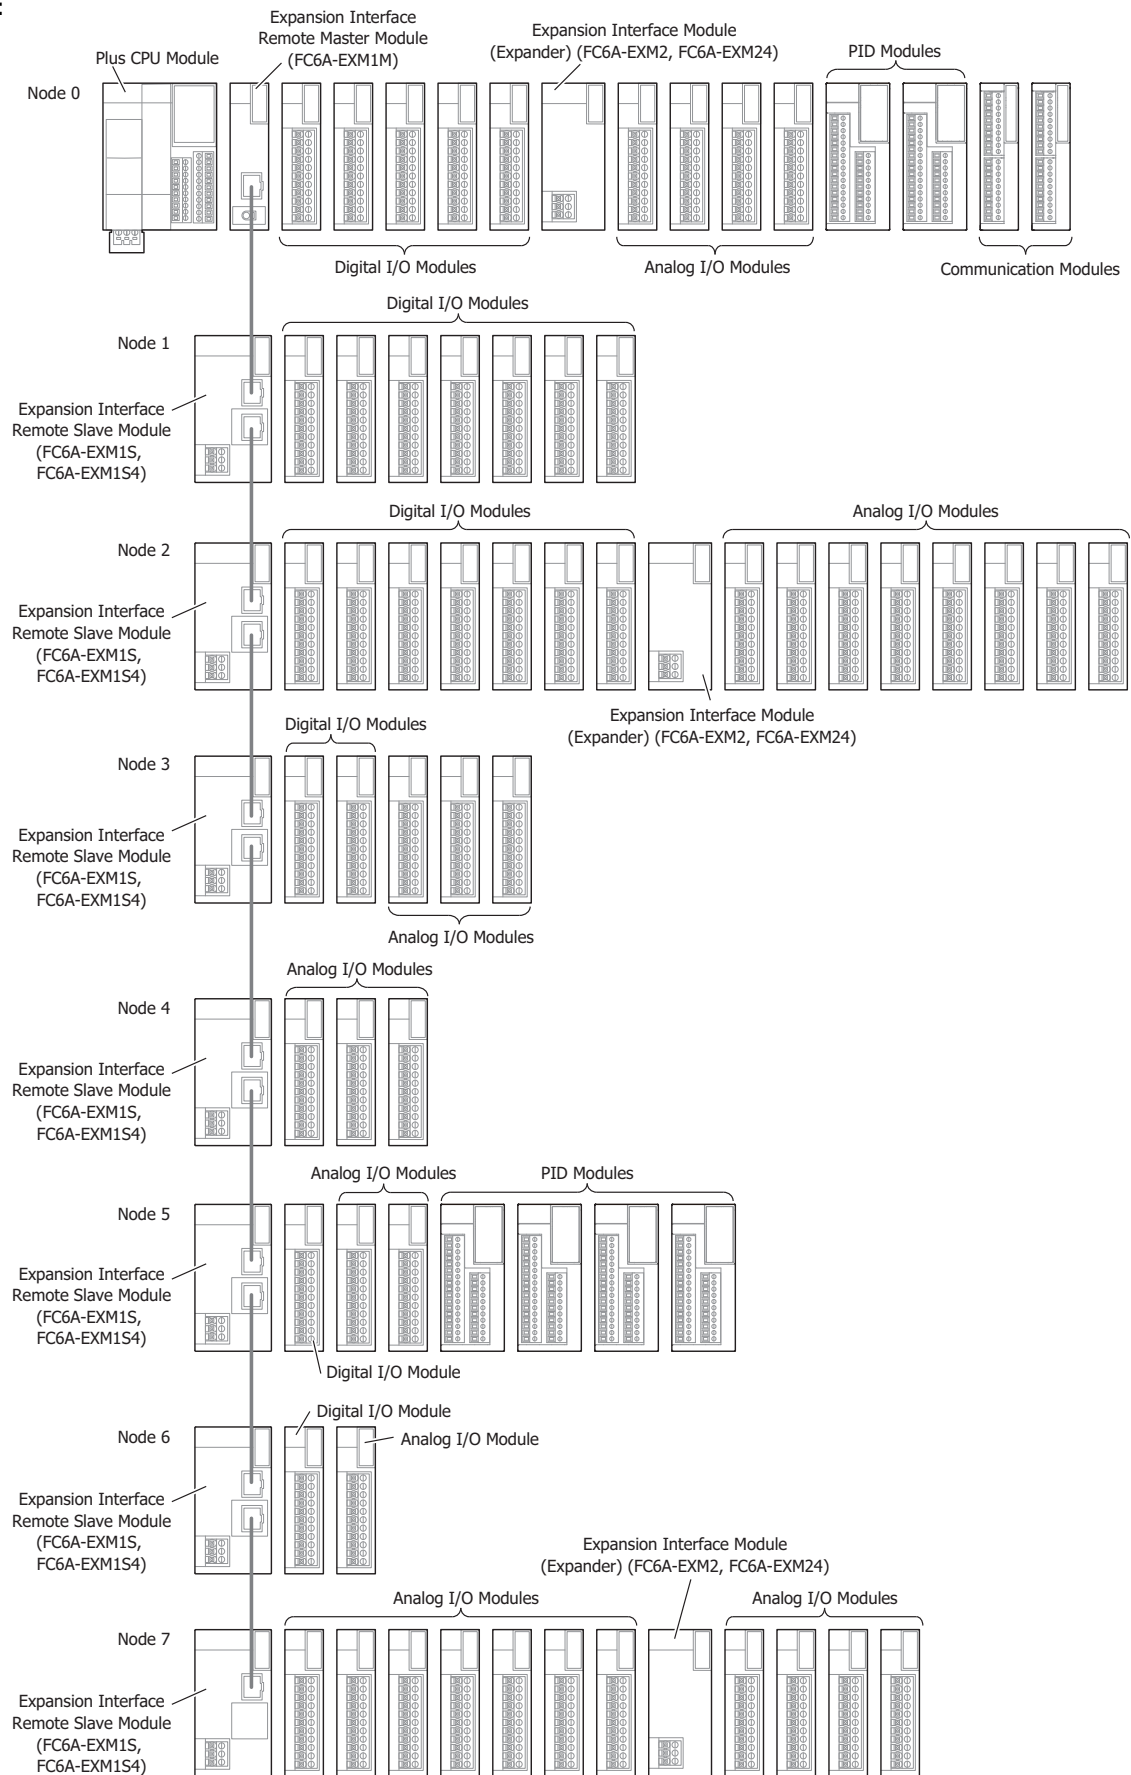 :
Expansion Interface
Remote Master Module
(FC6A-EXM1M)
Expansion Interface Module
(Expander) (FC6A-EXM2, FC6A-EXM24)
Plus CPU Module
PID Modules
Node 0
Digital I/O Modules
Analog I/O Modules
Communication Modules
Digital I/O Modules
Node 1
Expansion Interface
Remote Slave Module
(FC6A-EXM1S,
FC6A-EXM1S4)
Digital I/O Modules
Analog I/O Modules
Node 2
Expansion Interface
Remote Slave Module
(FC6A-EXM1S,
FC6A-EXM1S4)
Expansion Interface Module
(Expander) (FC6A-EXM2, FC6A-EXM24)
Digital I/O Modules
Node 3
Expansion Interface
Remote Slave Module
(FC6A-EXM1S,
FC6A-EXM1S4)
Analog I/O Modules
Analog I/O Modules
Node 4
Expansion Interface
Remote Slave Module
(FC6A-EXM1S,
FC6A-EXM1S4)
Analog I/O Modules
PID Modules
Node 5
Expansion Interface
Remote Slave Module
(FC6A-EXM1S,
FC6A-EXM1S4)
Digital I/O Module
Digital I/O Module
Node 6
Analog I/O Module
Expansion Interface
Remote Slave Module
(FC6A-EXM1S,
FC6A-EXM1S4)
Expansion Interface Module
(Expander) (FC6A-EXM2, FC6A-EXM24)
Analog I/O Modules
Analog I/O Modules
Node 7
Expansion Interface
Remote Slave Module
(FC6A-EXM1S,
FC6A-EXM1S4)